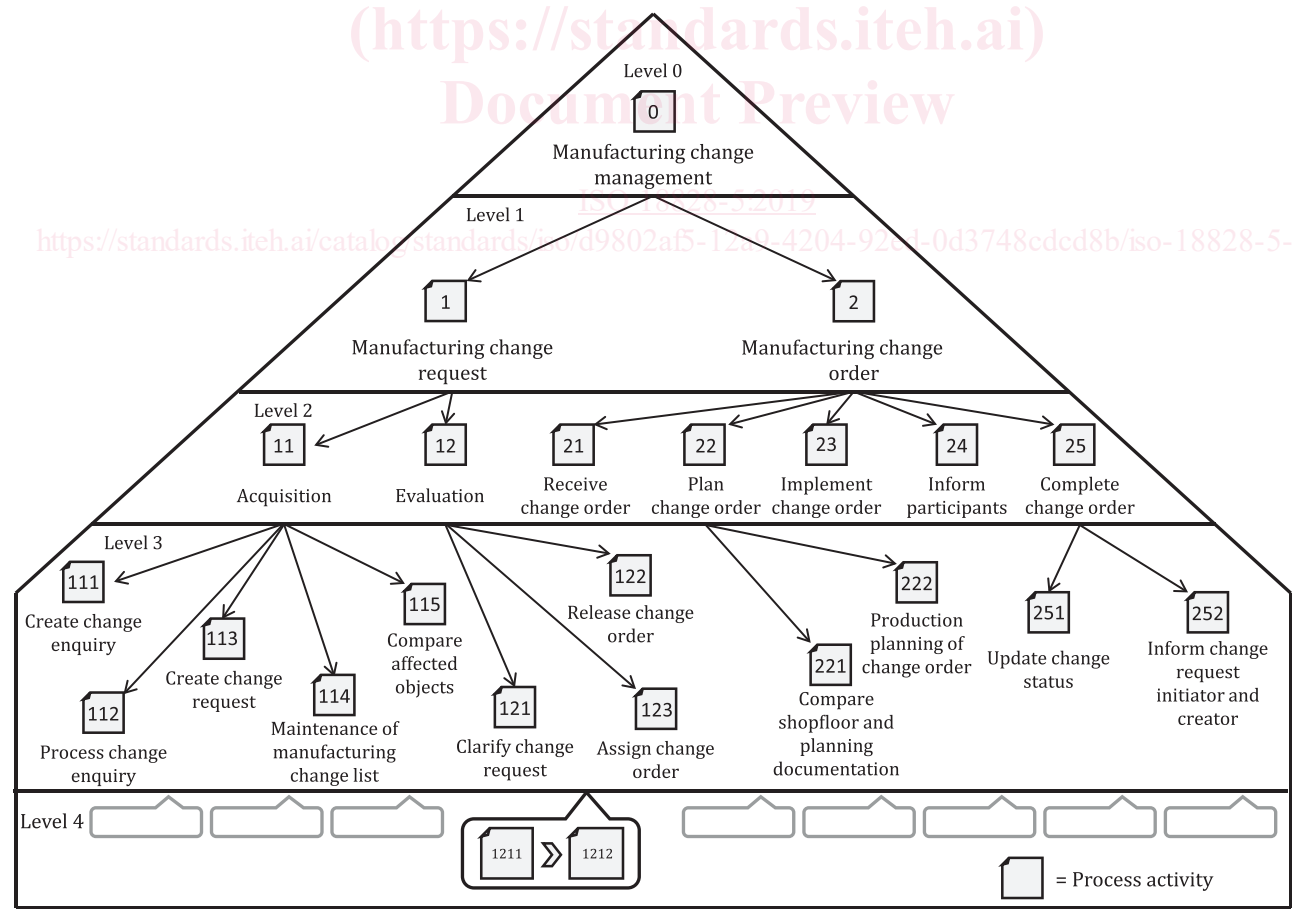 (https://standards.iteh.ai)
Document Preview
ISO 18828-5:2019
https://standards.iteh.ai/catalog/standards/iso/d9802af5-12a9-4204-92cd-0d3748cdcd8b/iso-18828-5-
Level 0
0
Manufacturing change
management
Level 1
1
Manufacturing change
request
2
Manufacturing change
order
Level 2
11
Acquisition
12
Evaluation
21
Receive
change order
22
Plan
change order
23
Implement
change order
24
Inform
participants
25
Complete
change order
Level 3
111
Create change
enquiry
112
Process change
enquiry
113
Create change
request
114
Maintenance of
manufacturing
change list
115
Compare
affected
objects
121
Clarify change
request
122
Release change
order
123
Assign change
order
221
Compare
shopfloor and
planning
documentation
222
Production
planning of
change order
251
Update change
status
252
Inform change
request
initiator and
creator
Level 4
1211
1212
= Process activity